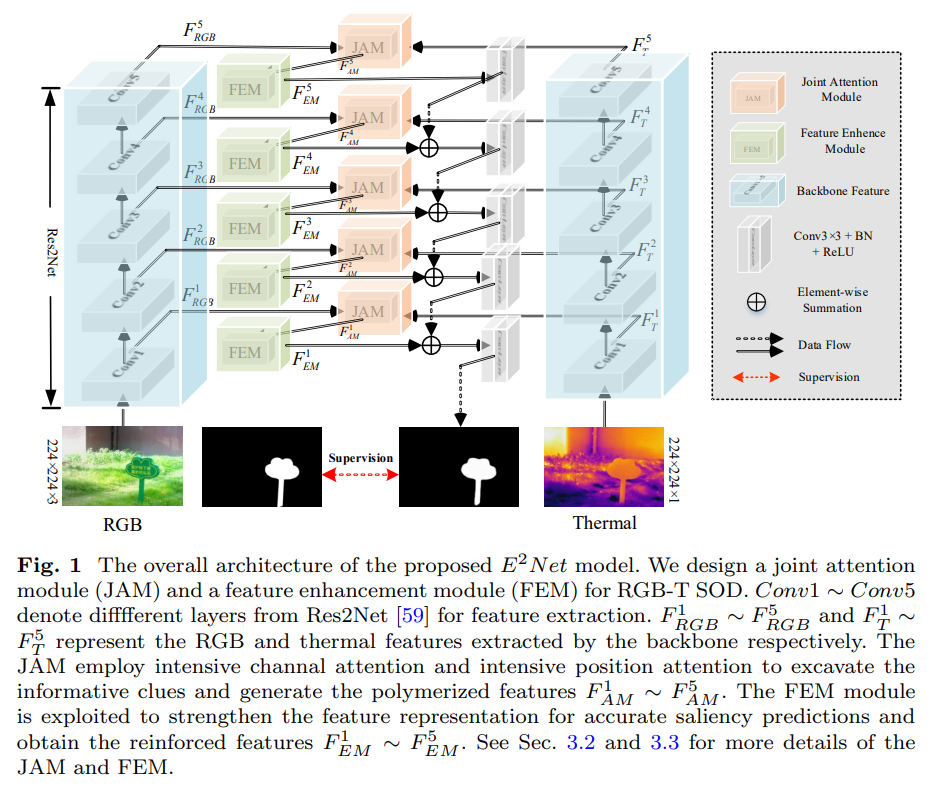 F^5_{RGB}
JAM
F^5_T
Conv5
FEM
F^5_{AM}
F^5_{EM}
Conv5
F^4_{RGB}
JAM
F^4_T
Conv4
FEM
F^4_{AM}
F^4_{EM}
Conv4
F^3_{RGB}
JAM
F^3_T
Conv3
FEM
F^3_{AM}
F^3_{EM}
Conv3
F^2_{RGB}
JAM
F^2_T
Conv2
FEM
F^2_{AM}
F^2_{EM}
Conv2
F^1_{RGB}
JAM
F^1_T
Conv1
FEM
F^1_{AM}
F^1_{EM}
Conv1
Res2Net
224×224×3
RGB
Supervision
Thermal
224×224×1
JAM
Joint Attention
Module
FEM
Feature Enhence
Module
Backbone Feature
Conv3×3 + BN
+ ReLU
Element-wise
Summation
Data Flow
Supervision
Fig. 1 The overall architecture of the proposed E^2Net model. We design a joint attention
module (JAM) and a feature enhancement module (FEM) for RGB-T SOD. Conv1 ∼ Conv5
denote difffferent layers from Res2Net [59] for feature extraction. F^1_{RGB} ∼ F^5_{RGB} and F^1_T ∼
F^5_T represent the RGB and thermal features extracted by the backbone respectively. The
JAM employ intensive channal attention and intensive position attention to excavate the
informative clues and generate the polymerized features F^1_{AM} ∼ F^5_{AM}. The FEM module
is exploited to strengthen the feature representation for accurate saliency predictions and
obtain the reinforced features F^1_{EM} ∼ F^5_{EM}. See Sec. 3.2 and 3.3 for more details of the
JAM and FEM.